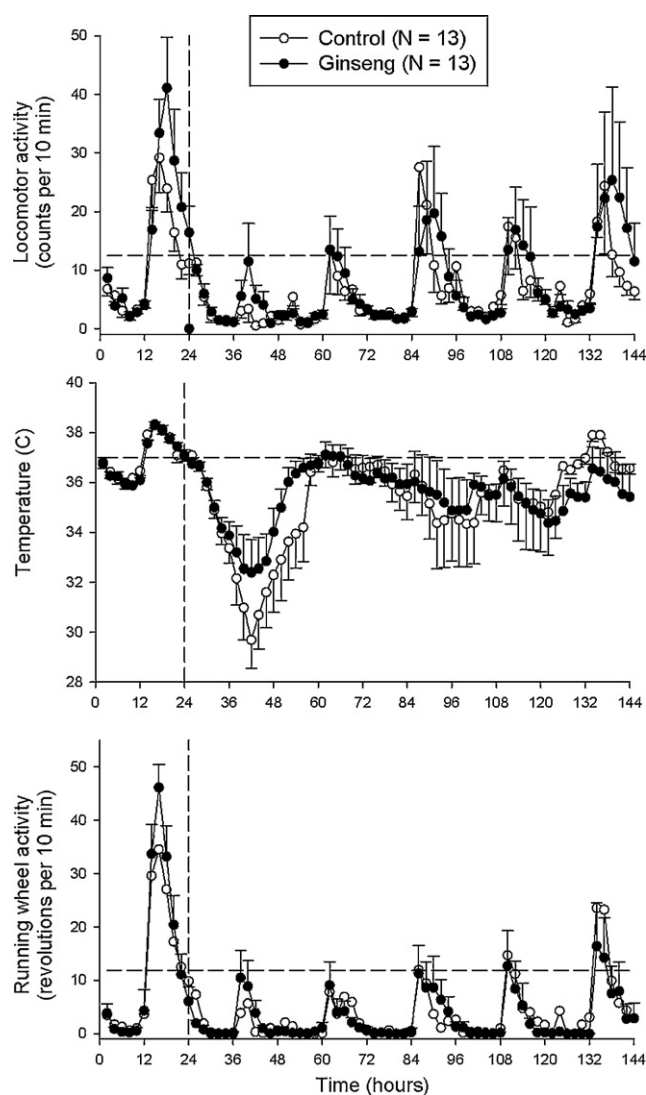 Control (N = 13)
Ginseng (N = 13)
Locomotor activity
(counts per 10 min)
50
40
30
20
10
0
0 12 24 36 48 60 72 84 96 108 120 132 144
Temperature (C)
40
38
36
34
32
30
28
0 12 24 36 48 60 72 84 96 108 120 132 144
Running wheel activity
(revolutions per 10 min)
50
40
30
20
10
0
0 12 24 36 48 60 72 84 96 108 120 132 144
Time (hours)